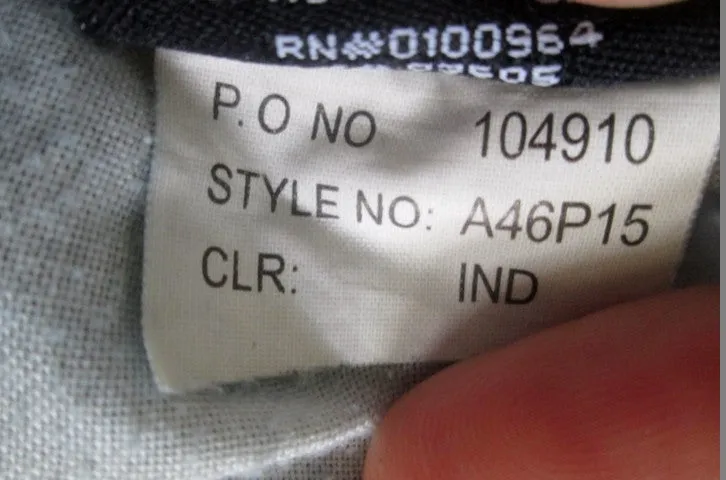 RN#0100964
P.O NO 104910
STYLE NO: A46P15
CLR: IND